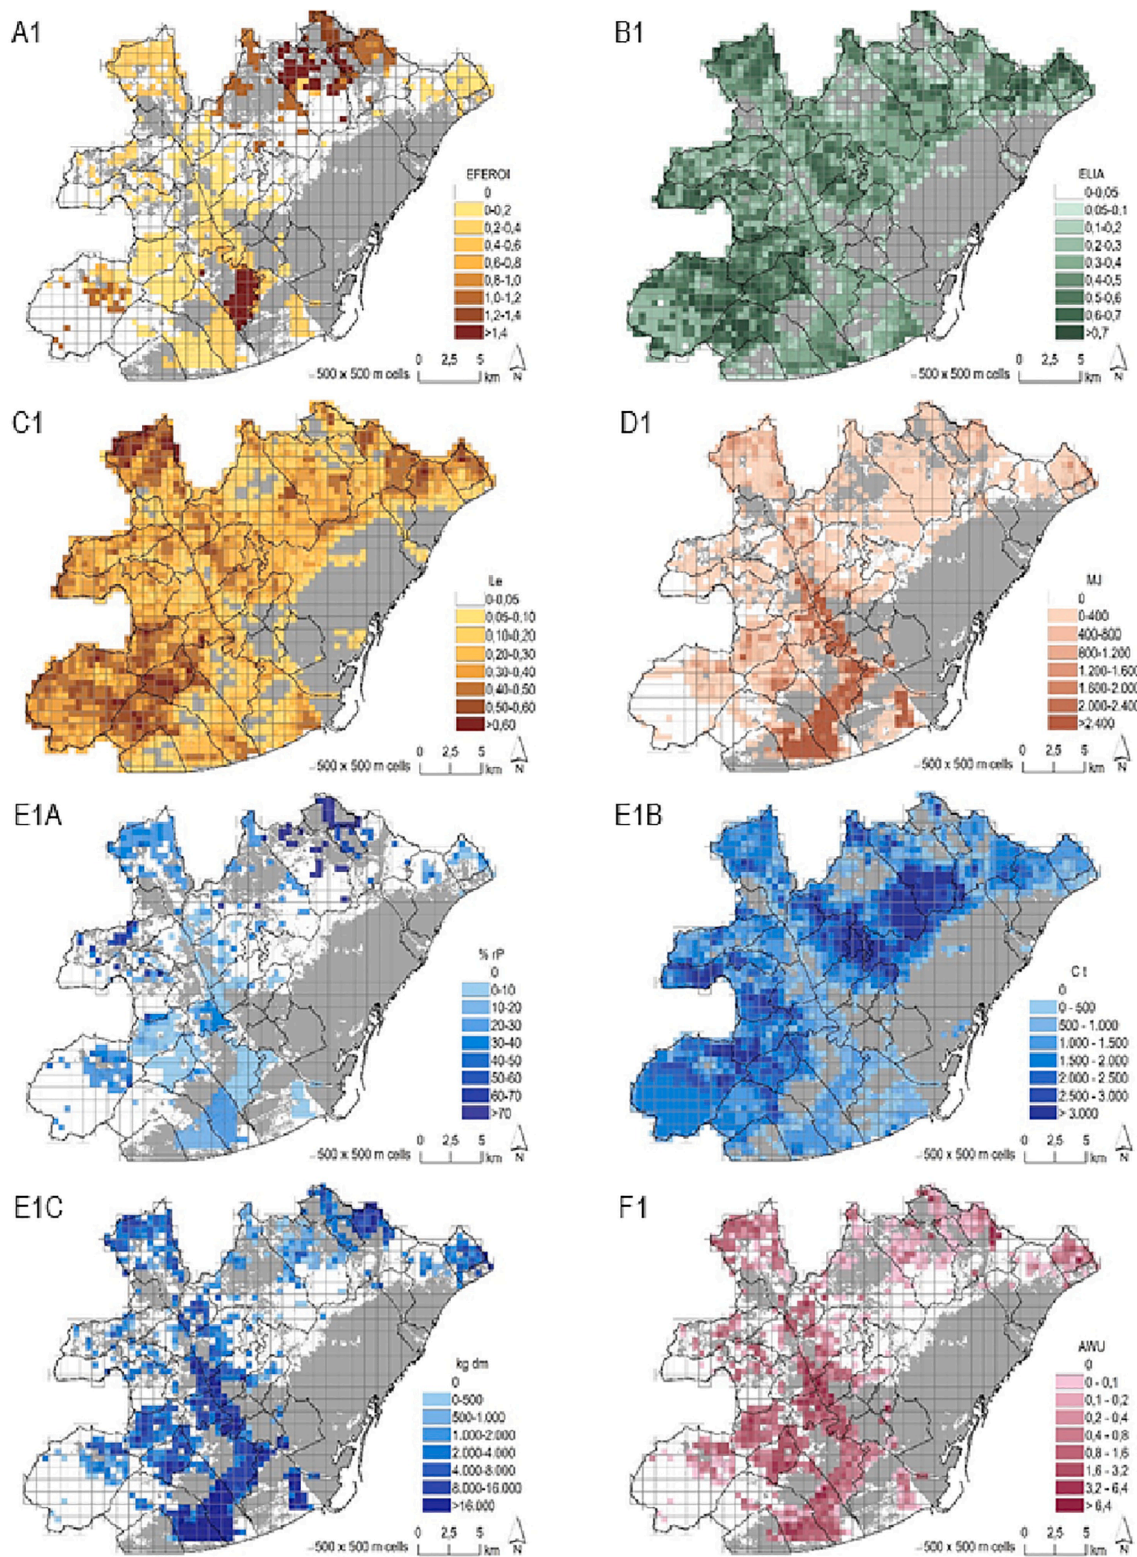 A1
EFEROI
0
0-0,2
0,2-0,4
0,4-0,6
0,6-0,8
0,8-1,0
1,0-1,2
1,2-1,4
>1,4
500 x 500 m cells
0 2,5 5
km
N
B1
ELIA
0-0,05
0,05-0,1
0,1-0,2
0,2-0,3
0,3-0,4
0,4-0,5
0,5-0,6
0,6-0,7
>0,7
500 x 500 m cells
0 2,5 5
km
N
C1
Le
0-0,05
0,05-0,10
0,10-0,20
0,20-0,30
0,30-0,40
0,40-0,50
0,50-0,60
>0,60
500 x 500 m cells
0 2,5 5
km
N
D1
MJ
0
0-400
400-800
800-1.200
1.200-1.600
1.600-2.000
2.000-2.400
>2.400
500 x 500 m cells
0 2,5 5
km
N
E1A
% rP
0
0-10
10-20
20-30
30-40
40-50
50-60
60-70
>70
500 x 500 m cells
0 2,5 5
km
N
E1B
C t
0
0 - 500
500 - 1.000
1.000 - 1.500
1.500 - 2.000
2.000 - 2.500
2.500 - 3.000
> 3.000
500 x 500 m cells
0 2,5 5
km
N
E1C
kg dm
0
0-500
500-1.000
1.000-2.000
2.000-4.000
4.000-8.000
8.000-16.000
>16.000
500 x 500 m cells
0 2,5 5
km
N
F1
AWU
0
0 - 0,1
0,1 - 0,2
0,2 - 0,4
0,4 - 0,8
0,8 - 1,6
1,6 - 3,2
3,2 - 6,4
> 6,4
500 x 500 m cells
0 2,5 5
km
N